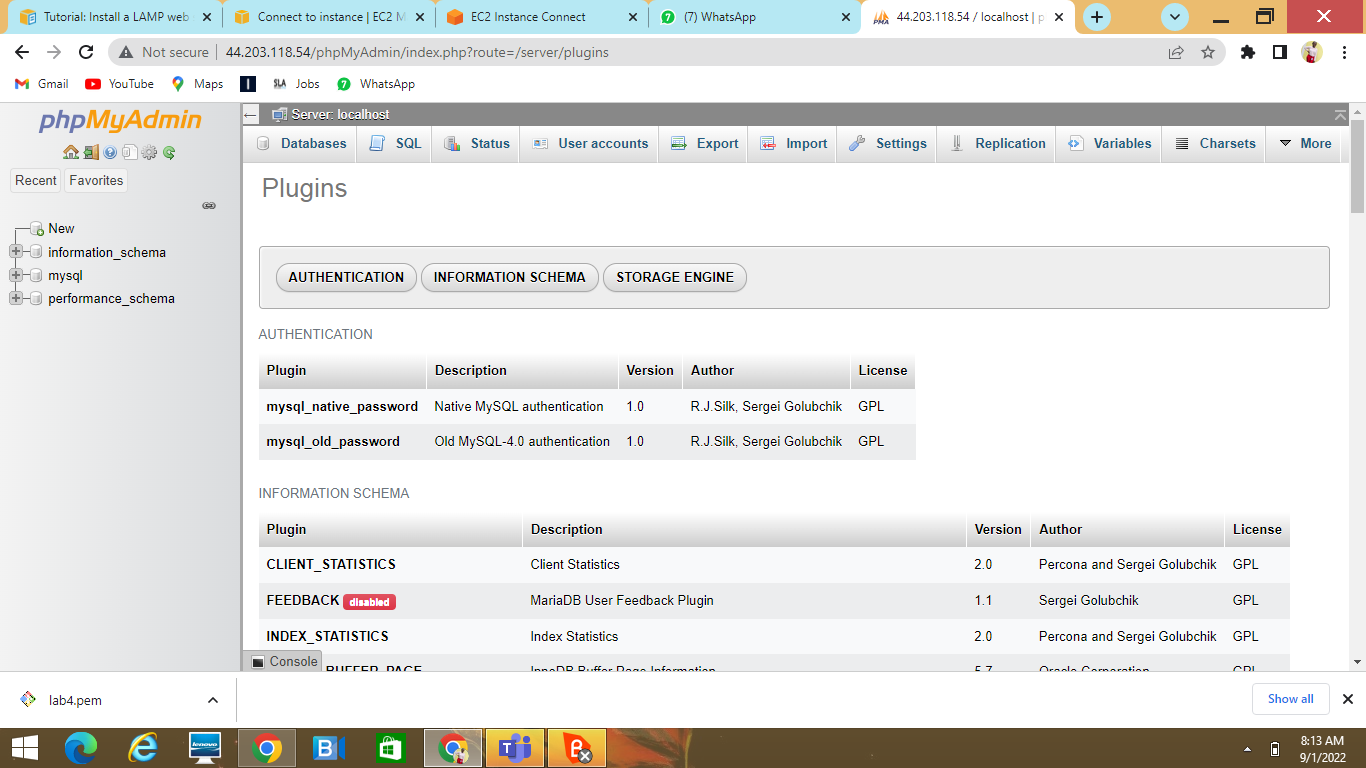 Tutorial: Install a LAMP web
Connect to instance | EC2 M
EC2 Instance Connect
(7) WhatsApp
44.203.118.54 / localhost | p
Not secure
44.203.118.54/phpMyAdmin/index.php?route=/server/plugins
Gmail
YouTube
Maps
SLA Jobs
WhatsApp
phpMyAdmin
Recent
Favorites
New
information_schema
mysql
performance_schema
Server: localhost
Databases
SQL
Status
User accounts
Export
Import
Settings
Replication
Variables
Charsets
More
Plugins
AUTHENTICATION
INFORMATION SCHEMA
STORAGE ENGINE
AUTHENTICATION
Plugin Description Version Author License
mysql_native_password Native MySQL authentication 1.0 R.J.Silk, Sergei Golubchik GPL
mysql_old_password Old MySQL-4.0 authentication 1.0 R.J.Silk, Sergei Golubchik GPL
INFORMATION SCHEMA
Plugin Description Version Author License
CLIENT_STATISTICS Client Statistics 2.0 Percona and Sergei Golubchik GPL
FEEDBACK disabled MariaDB User Feedback Plugin 1.1 Sergei Golubchik GPL
INDEX_STATISTICS Index Statistics 2.0 Percona and Sergei Golubchik GPL
BUFFER_PAGE InnoDB Buffer Page Information 5.7 Oracle Corporation GPL
Console
lab4.pem
Show all
lenovo
8:13 AM
9/1/2022